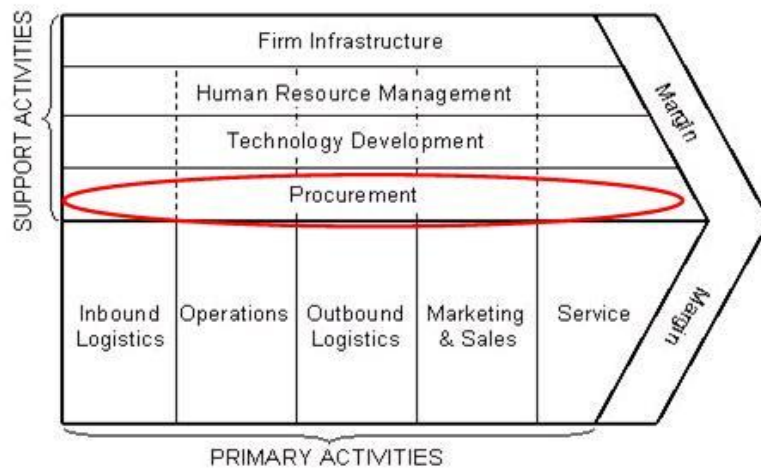 SUPPORT ACTIVITIES
Firm Infrastructure
Human Resource Management
Technology Development
Procurement
Margin
Inbound
Logistics
Operations
Outbound
Logistics
Marketing
& Sales
Service
Margin
PRIMARY ACTIVITIES